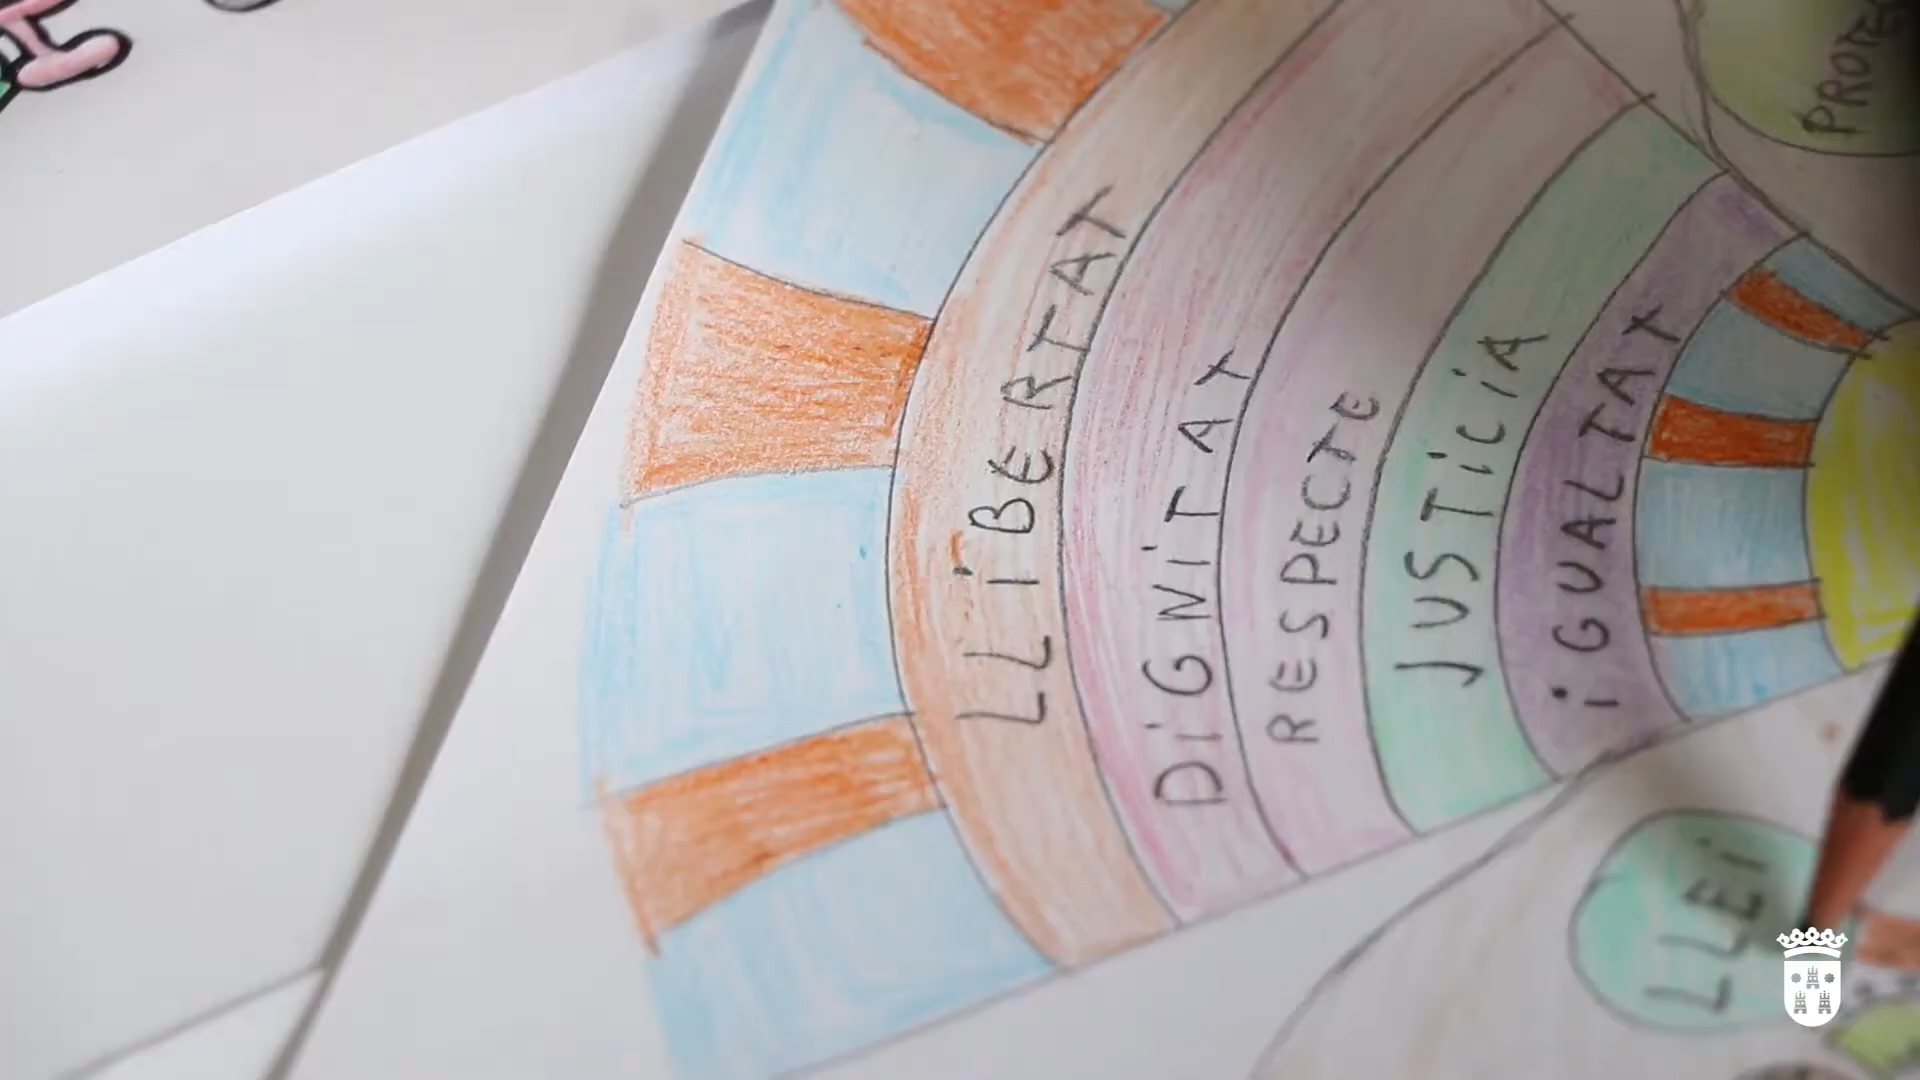 LLiBERTAT
DiGNiTAT
RESPECTE
JUSTiCiA
iGUALTAT
LLEi